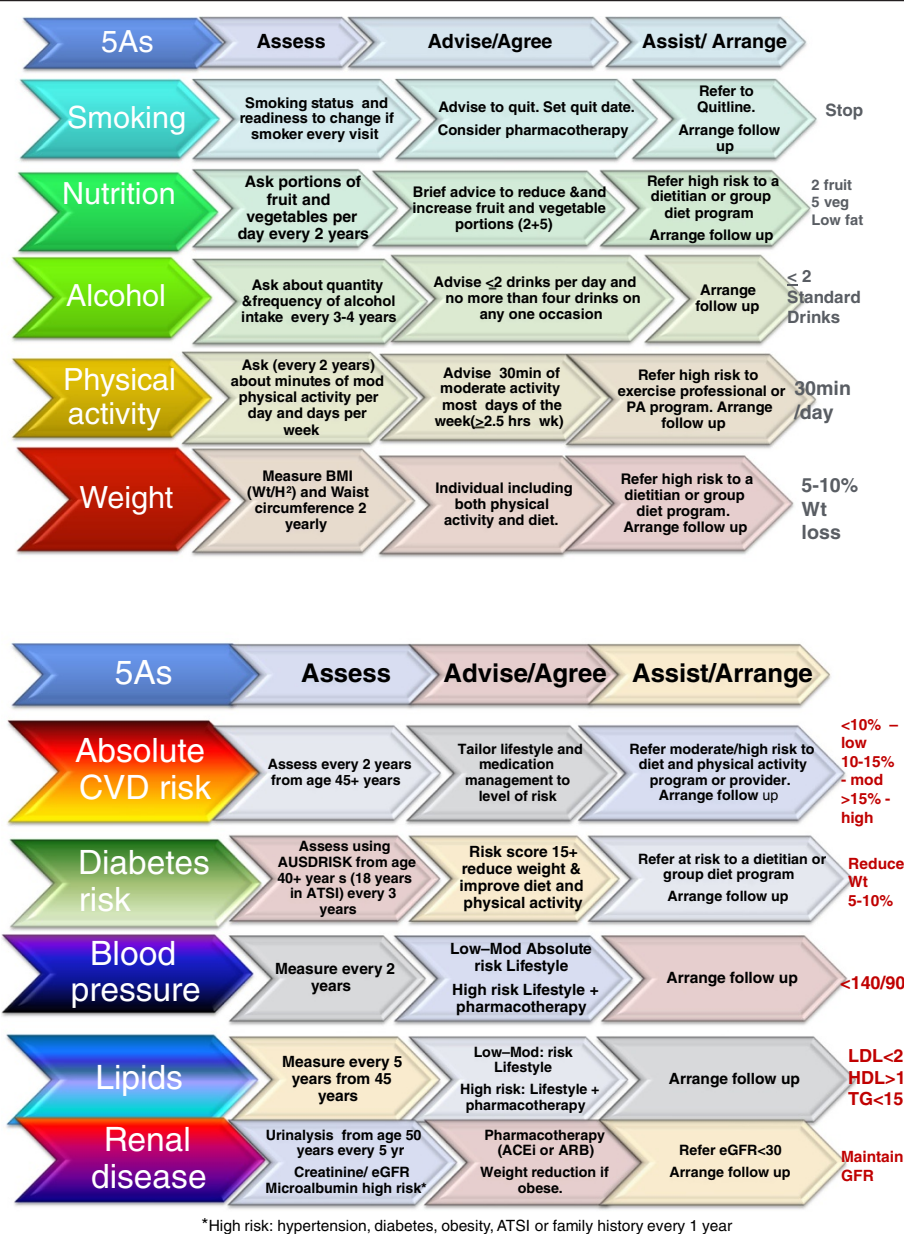 5As
Assess
Advise/Agree
Assist/ Arrange
Smoking
Smoking status and
readiness to change if
smoker every visit
Advise to quit. Set quit date.
Consider pharmacotherapy
Refer to
Quitline.
Arrange follow
up
Stop
Nutrition
Ask portions of
fruit and
vegetables per
day every 2 years
Brief advice to reduce &and
increase fruit and vegetable
portions (2+5)
Refer high risk to a
dietitian or group
diet program
Arrange follow up
2 fruit
5 veg
Low fat
Alcohol
Ask about quantity
&frequency of alcohol
intake every 3-4 years
Advise ≤2 drinks per day and
no more than four drinks on
any one occasion
Arrange
follow up
≤ 2
Standard
Drinks
Physical
activity
Ask (every 2 years)
about minutes of mod
physical activity per
day and days per
week
Advise 30min of
moderate activity
most days of the
week(≥2.5 hrs wk)
Refer high risk to
exercise professional or
PA program. Arrange
follow up
30min
/day
Weight
Measure BMI
(Wt/H²) and Waist
circumference 2
yearly
Individual including
both physical
activity and diet.
Refer high risk to a
dietitian or group
diet program.
Arrange follow up
5-10%
Wt
loss
5As
Assess
Advise/Agree
Assist/Arrange
Absolute
CVD risk
Assess every 2 years
from age 45+ years
Tailor lifestyle and
medication
management to
level of risk
Refer moderate/high risk to
diet and physical activity
program or provider.
Arrange follow up
<10% –
low
10-15%
- mod
>15% -
high
Diabetes
risk
Assess using
AUSDRISK from age
40+ year s (18 years
in ATSI) every 3
years
Risk score 15+
reduce weight &
improve diet and
physical activity
Refer at risk to a dietitian or
group diet program
Arrange follow up
Reduce
Wt
5-10%
Blood
pressure
Measure every 2
years
Low–Mod Absolute
risk Lifestyle
High risk Lifestyle +
pharmacotherapy
Arrange follow up
<140/90
Lipids
Measure every 5
years from 45
years
Low–Mod: risk
Lifestyle
High risk: Lifestyle +
pharmacotherapy
Arrange follow up
LDL<2
HDL>1
TG<15
Renal
disease
Urinalysis from age 50
years every 5 yr
Creatinine/ eGFR
Microalbumin high risk*
Pharmacotherapy
(ACEi or ARB)
Weight reduction if
obese.
Refer eGFR<30
Arrange follow up
Maintain
GFR
*High risk: hypertension, diabetes, obesity, ATSI or family history every 1 year